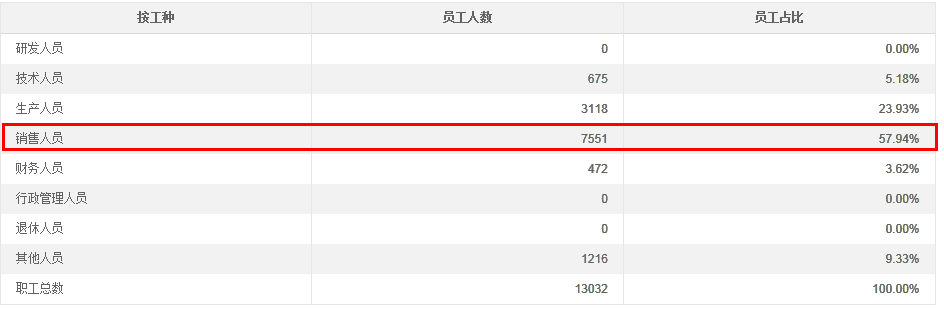 按工种 员工人数 员工占比
研发人员 0 0.00%
技术人员 675 5.18%
生产人员 3118 23.93%
销售人员 7551 57.94%
财务人员 472 3.62%
行政管理人员 0 0.00%
退休人员 0 0.00%
其他人员 1216 9.33%
职工总数 13032 100.00%